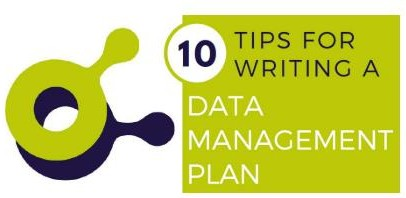 10
TIPS FOR
WRITING A
DATA
MANAGEMENT
PLAN